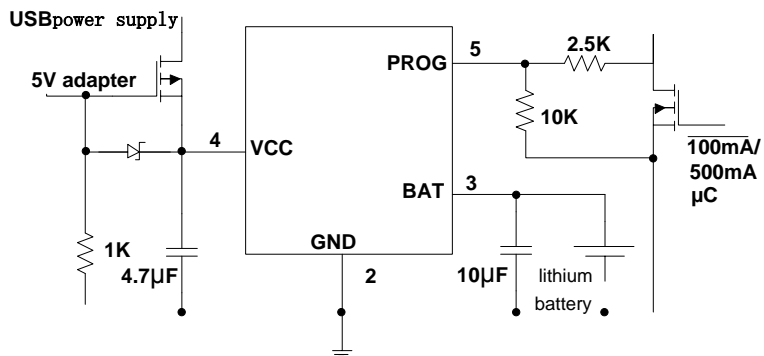 USBpower supply
5V adapter
4
VCC
PROG
5
2.5K
10K
100mA/
500mA
µC
BAT
3
GND
2
1K
4.7µF
10µF
lithium
battery